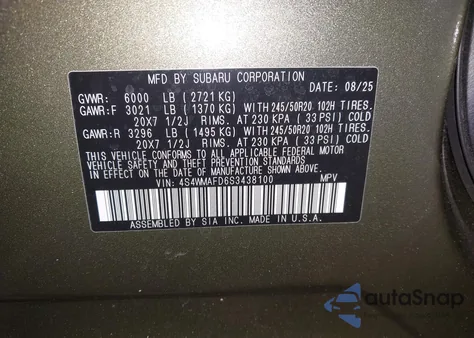 MFD BY SUBARU CORPORATION
DATE: 08/25
GVWR: 6000 LB (2721 KG)
GAWR:F 3021 LB (1370 KG) WITH 245/50R20 102H TIRES.
20X7 1/2J RIMS. AT 230 KPA (33 PSI) COLD
GAWR:R 3296 LB (1495 KG) WITH 245/50R20 102H TIRES.
20X7 1/2J RIMS. AT 230 KPA (33 PSI) COLD
THIS VEHICLE CONFORMS TO ALL APPLICABLE FEDERAL MOTOR
VEHICLE SAFETY, BUMPER, AND THEFT PREVENTION STANDARDS
IN EFFECT ON THE DATE OF MANUFACTURE SHOWN ABOVE.
VIN: 4S4WMAFD6S3438100 MPV
ASSEMBLED BY SIA INC. IN U.S.A.
autoSnap